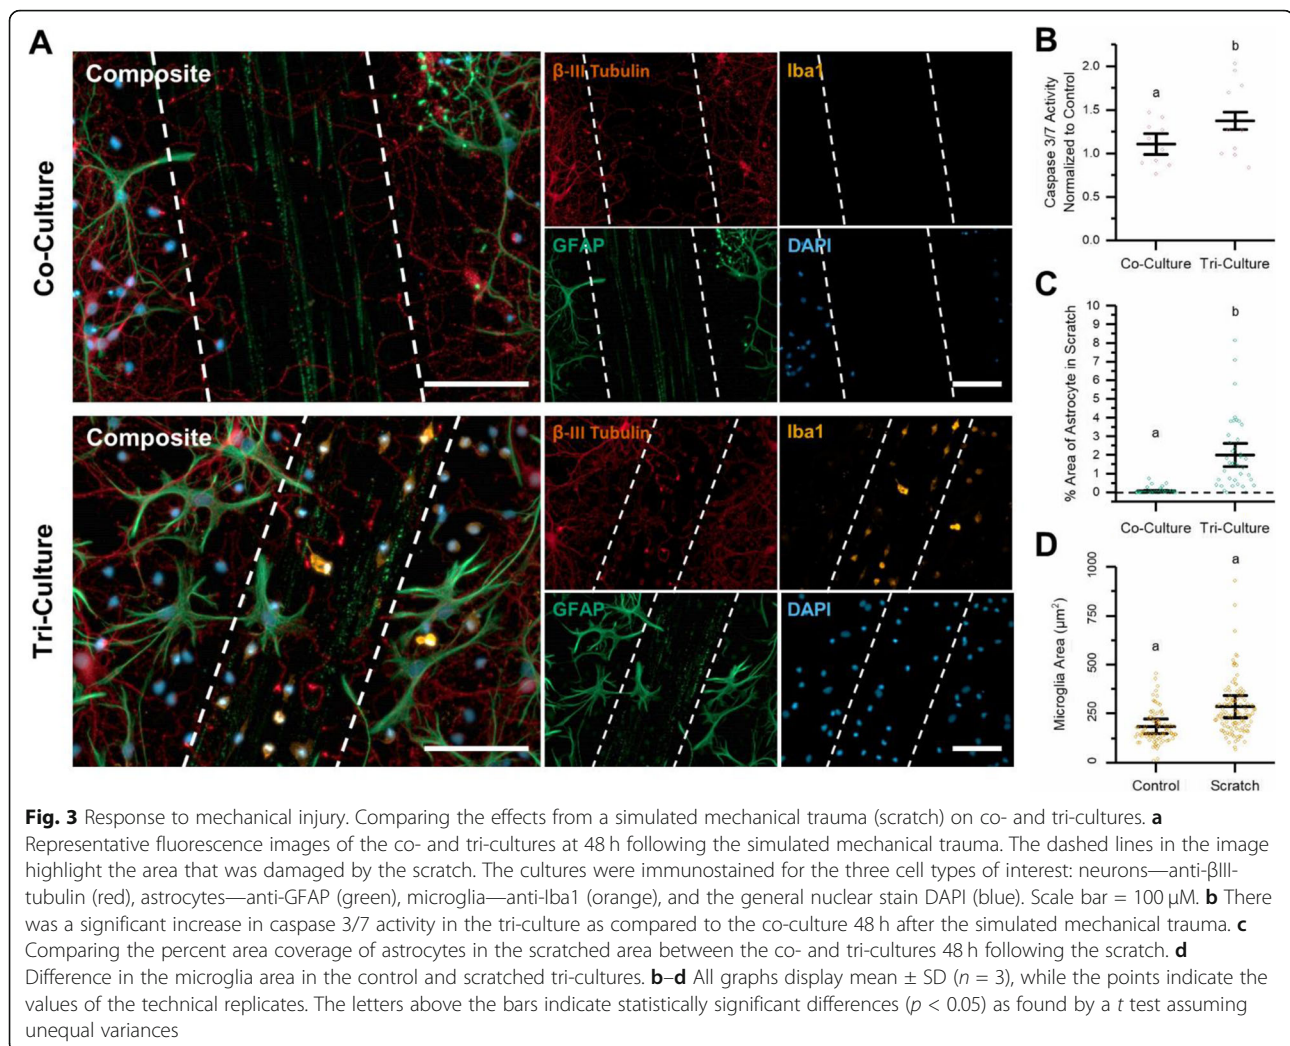 A
Co-Culture
Composite
β-III Tubulin
Iba1
GFAP
DAPI
Tri-Culture
Composite
β-III Tubulin
Iba1
GFAP
DAPI
B
Caspase 3/7 Activity
Normalized to Control
2.0
1.5
1.0
0.5
0.0
a
b
Co-Culture Tri-Culture
C
% Area of Astrocyte in Scratch
10
9
8
7
6
5
4
3
2
1
0
a
b
Co-Culture Tri-Culture
D
Microglia Area (µm²)
1000
750
500
250
0
a
a
Control Scratch
Fig. 3 Response to mechanical injury. Comparing the effects from a simulated mechanical trauma (scratch) on co- and tri-cultures. a
Representative fluorescence images of the co- and tri-cultures at 48 h following the simulated mechanical trauma. The dashed lines in the image
highlight the area that was damaged by the scratch. The cultures were immunostained for the three cell types of interest: neurons—anti-βIII-
tubulin (red), astrocytes—anti-GFAP (green), microglia—anti-Iba1 (orange), and the general nuclear stain DAPI (blue). Scale bar = 100 µM. b There
was a significant increase in caspase 3/7 activity in the tri-culture as compared to the co-culture 48 h after the simulated mechanical trauma. c
Comparing the percent area coverage of astrocytes in the scratched area between the co- and tri-cultures 48 h following the scratch. d
Difference in the microglia area in the control and scratched tri-cultures. b–d All graphs display mean ± SD (n = 3), while the points indicate the
values of the technical replicates. The letters above the bars indicate statistically significant differences (p < 0.05) as found by a t test assuming
unequal variances